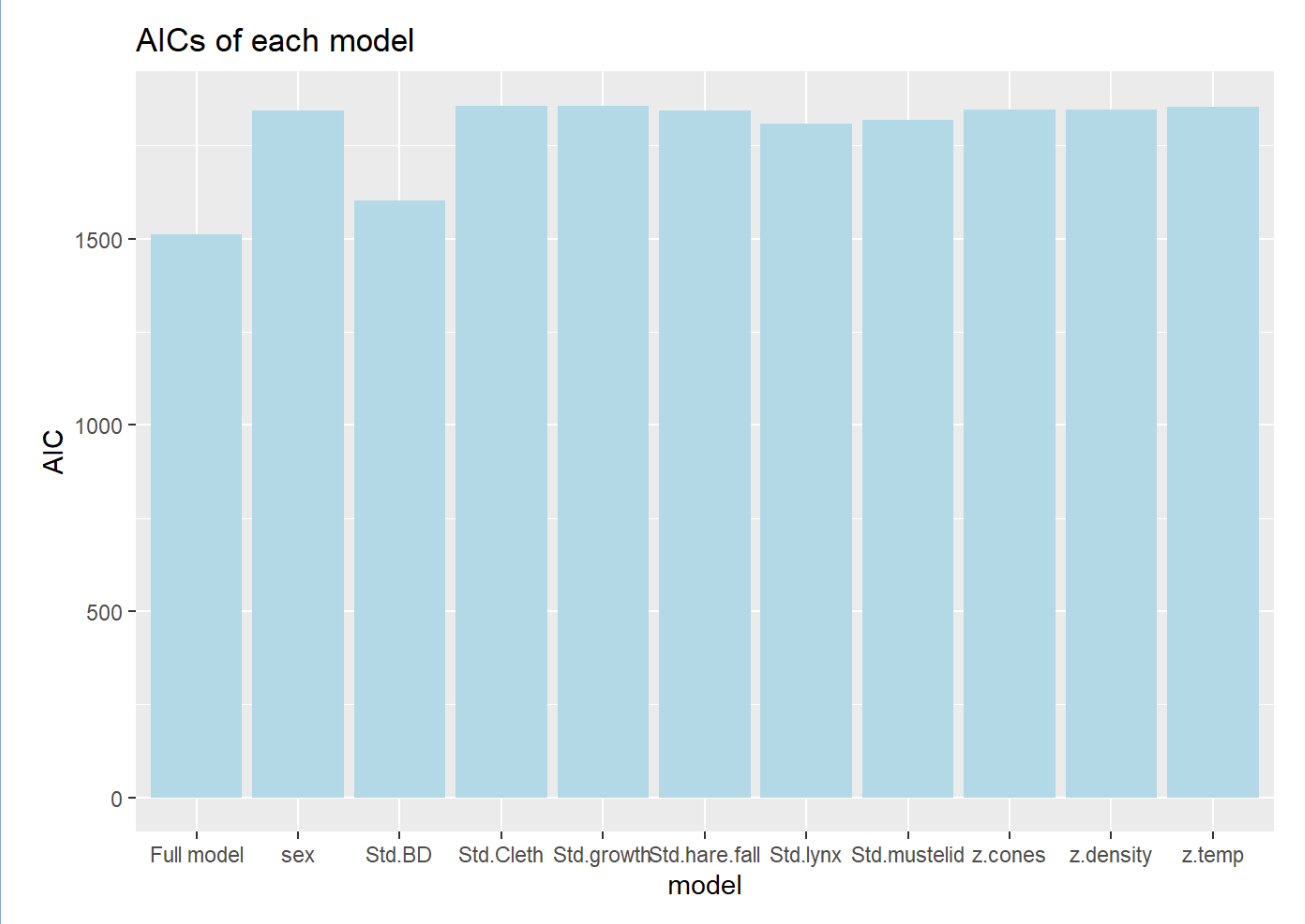 AICs of each model
AIC
1500
1000
500
0
Full model sex Std.BD Std.Cleth Std.growth Std.hare.fall Std.lynx Std.mustelid z.cones z.density z.temp
model